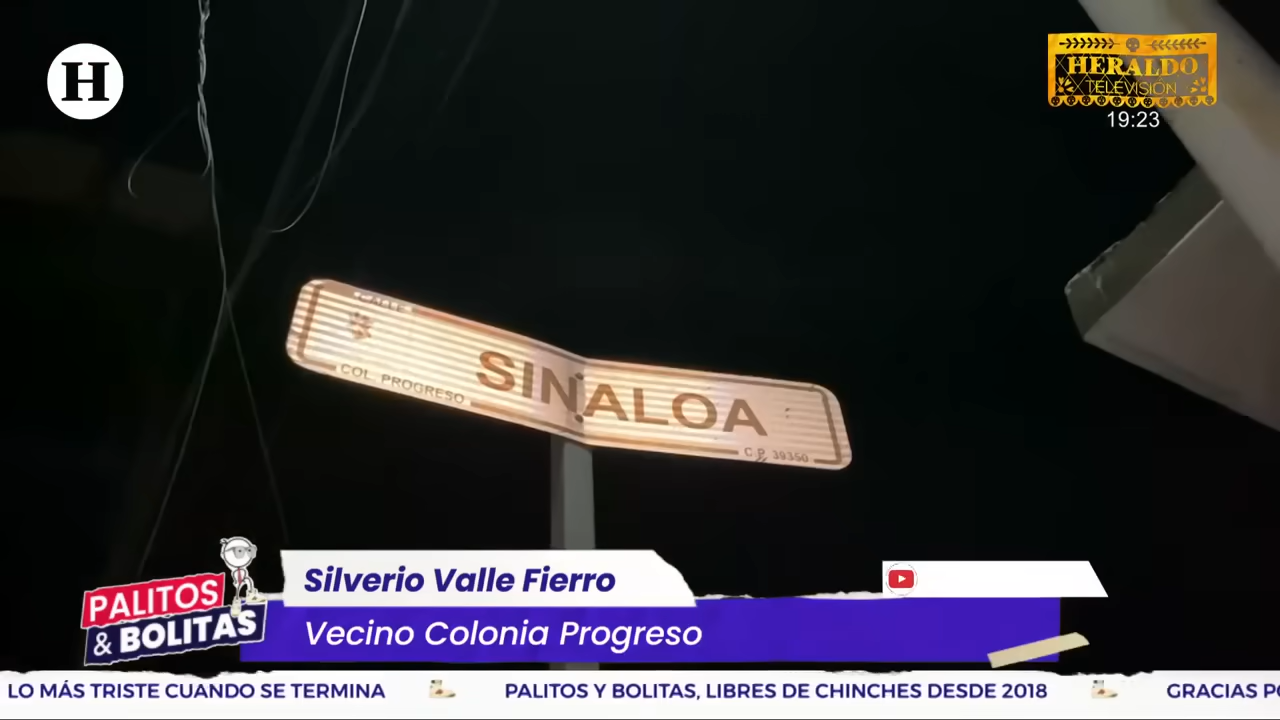 H
HERALDO
TELEVISIÓN
19:23
CALLE
SINALOA
COL. PROGRESO
C.P. 39350
PALITOS
& BOLITAS
Silverio Valle Fierro
Vecino Colonia Progreso
LO MÁS TRISTE CUANDO SE TERMINA PALITOS Y BOLITAS, LIBRES DE CHINCHES DESDE 2018 GRACIAS